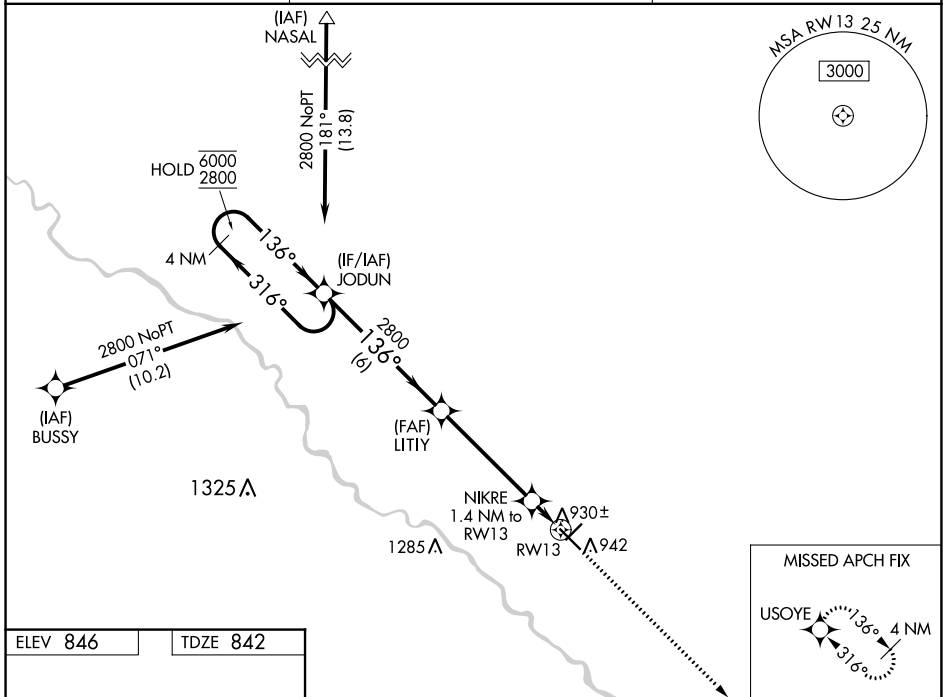 (IAF)
NASAL
2800 NoPT
181°
(13.8)
MSA RW13 25 NM
3000
HOLD 6000
2800
4 NM
136°
316°
(IF/IAF)
JODUN
2800
136°
(6)
2800 NoPT
071°
(10.2)
(IAF)
BUSSY
(FAF)
LITIY
1325
NIKRE
1.4 NM to
RW13
930±
RW13
942
1285
MISSED APCH FIX
USOYE
136°
4 NM
316°
ELEV 846
TDZE 842